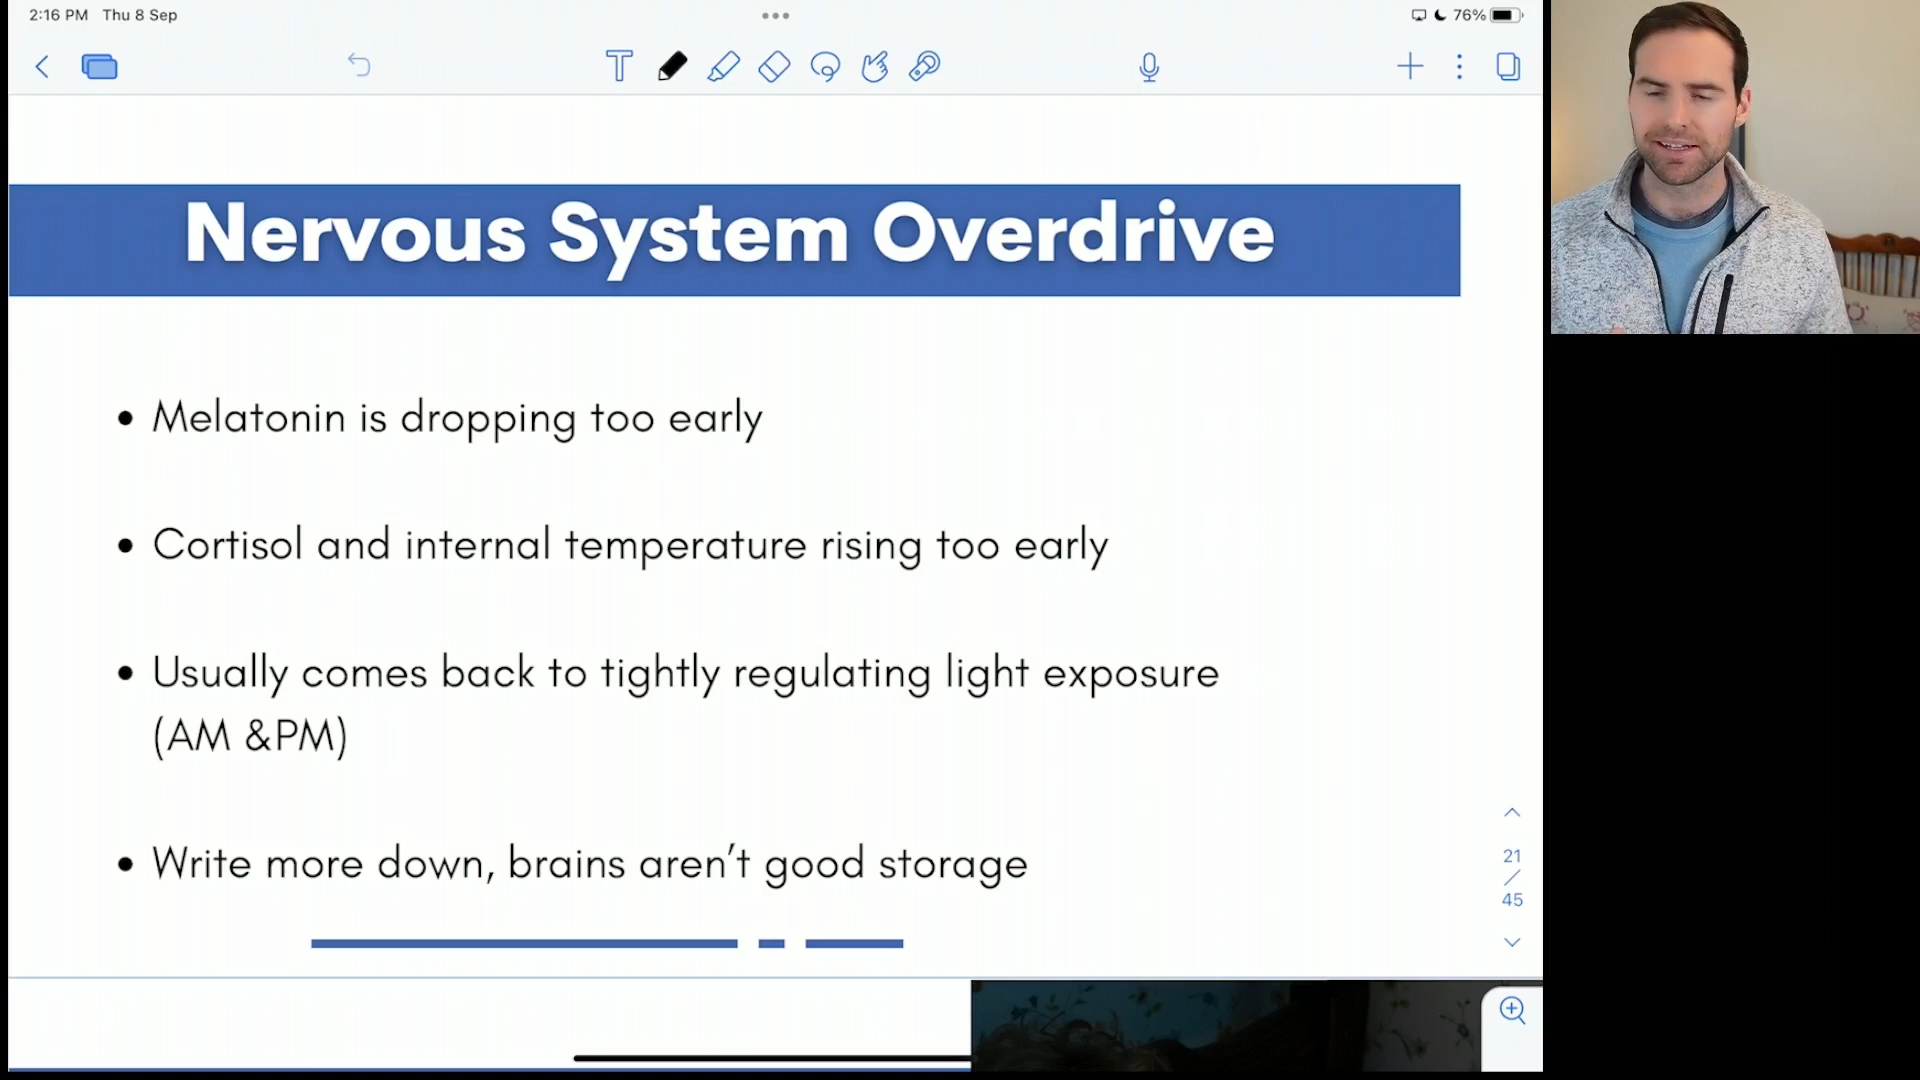 2:16 PM Thu 8 Sep
76%
T
Nervous System Overdrive
• Melatonin is dropping too early
• Cortisol and internal temperature rising too early
• Usually comes back to tightly regulating light exposure
(AM &PM)
• Write more down, brains aren’t good storage
21
/
45